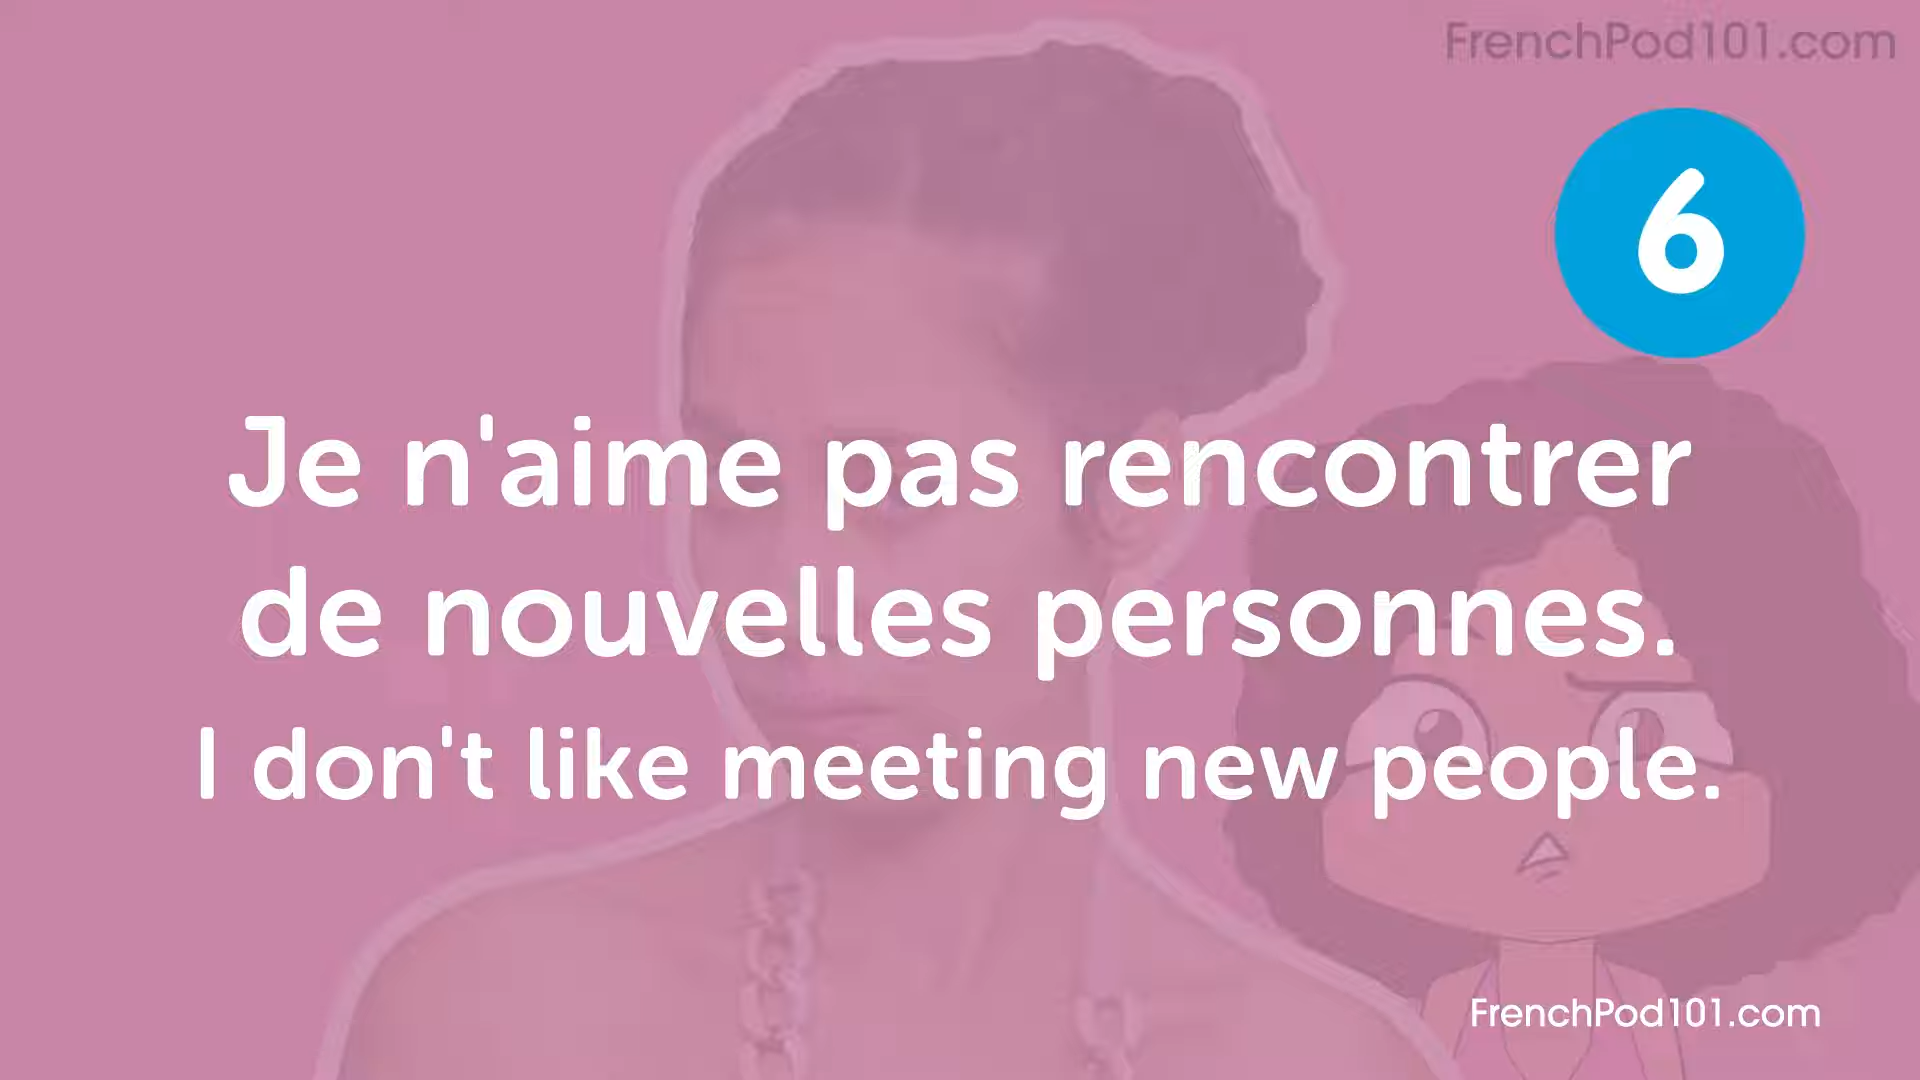 FrenchPod101.com
6
Je n'aime pas rencontrer
de nouvelles personnes.
I don't like meeting new people.
FrenchPod101.com